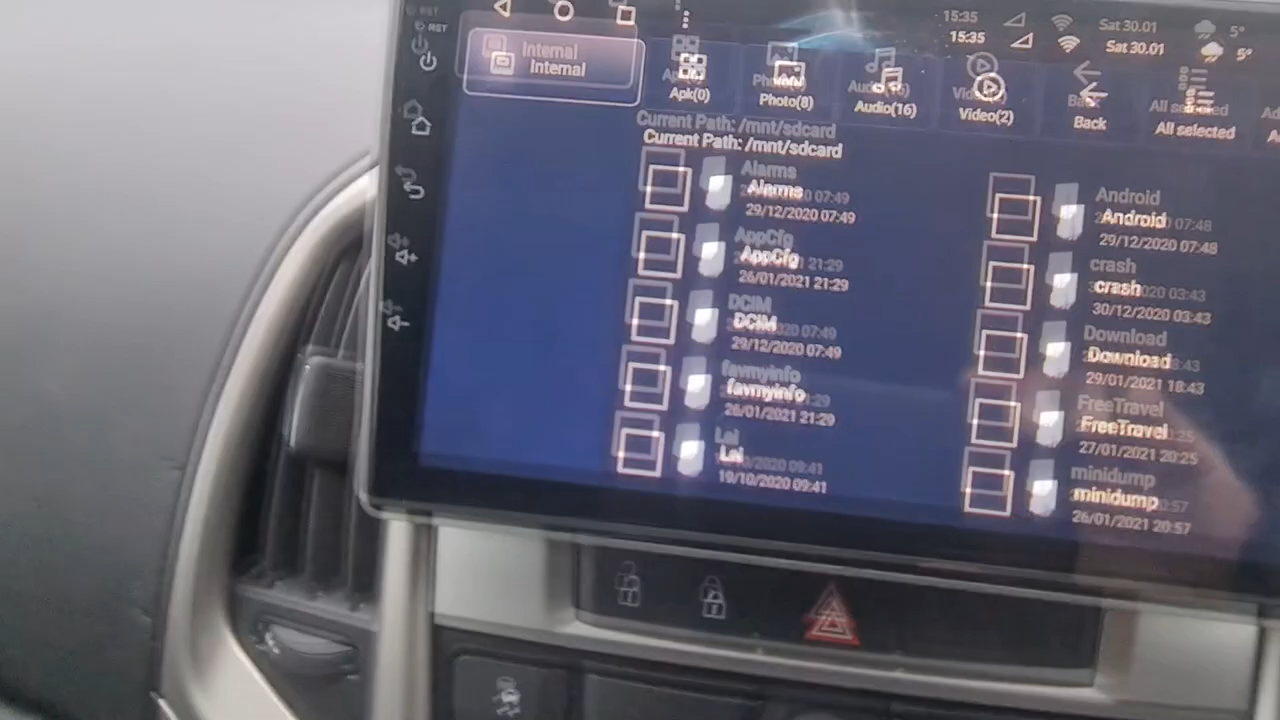 RST
15:35
Sat 30.01
5°
Internal
Apk(0)
Photo(8)
Audio(16)
Video(2)
Back
All selected
Current Path: /mnt/sdcard
Alarms
29/12/2020 07:49
Android
29/12/2020 07:48
AppCfg
26/01/2021 21:29
crash
30/12/2020 03:43
DCIM
29/12/2020 07:49
Download
29/01/2021 18:43
favmyinfo
26/01/2021 21:29
FreeTravel
27/01/2021 20:25
19/10/2020 09:41
minidump
26/01/2021 20:57